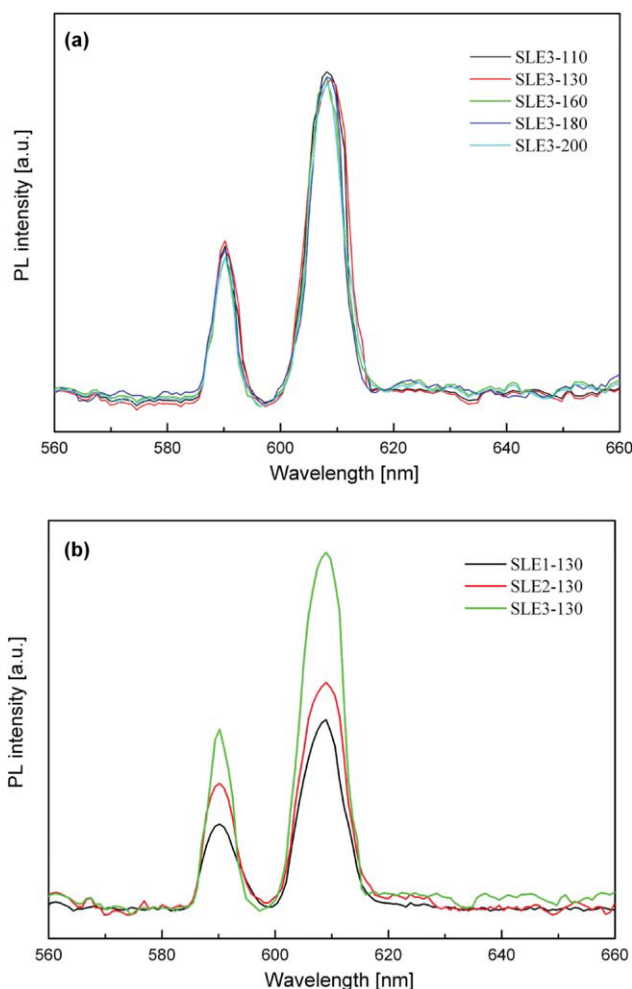 (a)
SLE3-110
SLE3-130
SLE3-160
SLE3-180
SLE3-200
PL intensity [a.u.]
560 580 600 620 640 660
Wavelength [nm]
(b)
SLE1-130
SLE2-130
SLE3-130
PL intensity [a.u.]
560 580 600 620 640 660
Wavelength [nm]